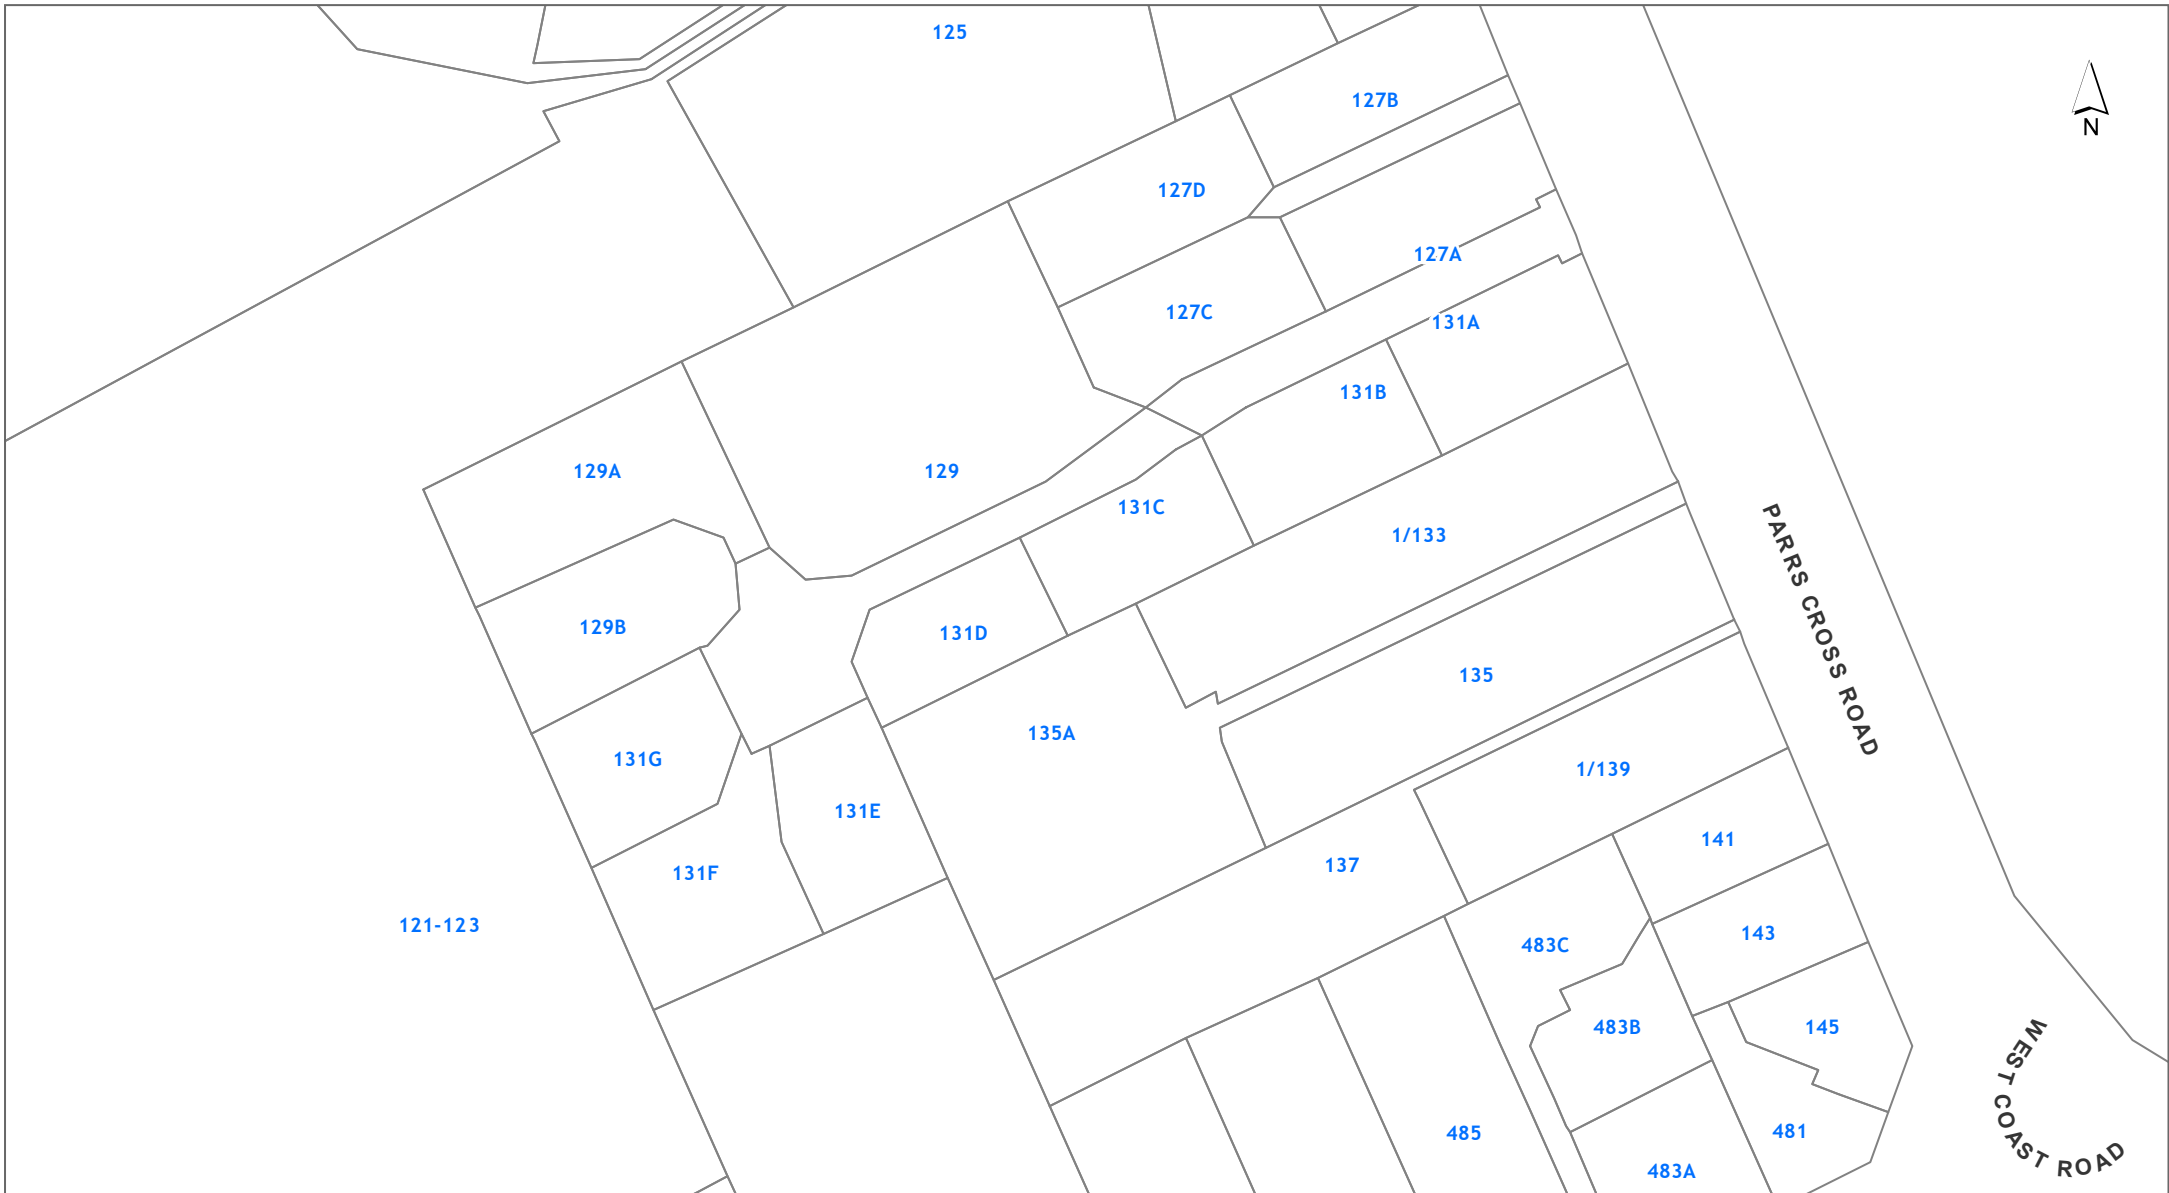 125
127B
N
127D
127A
127C
131A
131B
129A
129
131C
1/133
PARRS CROSS ROAD
129B
131D
135
135A
131G
1/139
131E
141
137
131F
121-123
143
483C
483B
145
WEST COAST ROAD
485
481
483A